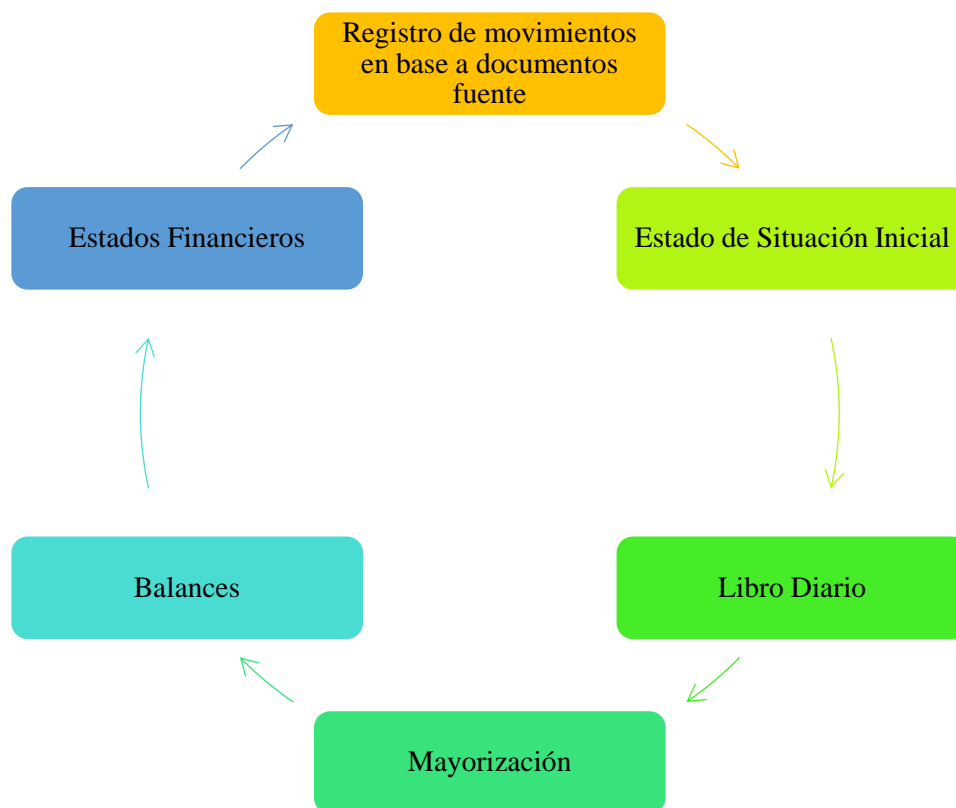 Registro de movimientos
en base a documentos
fuente
Estado de Situación Inicial
Libro Diario
Mayorización
Balances
Estados Financieros